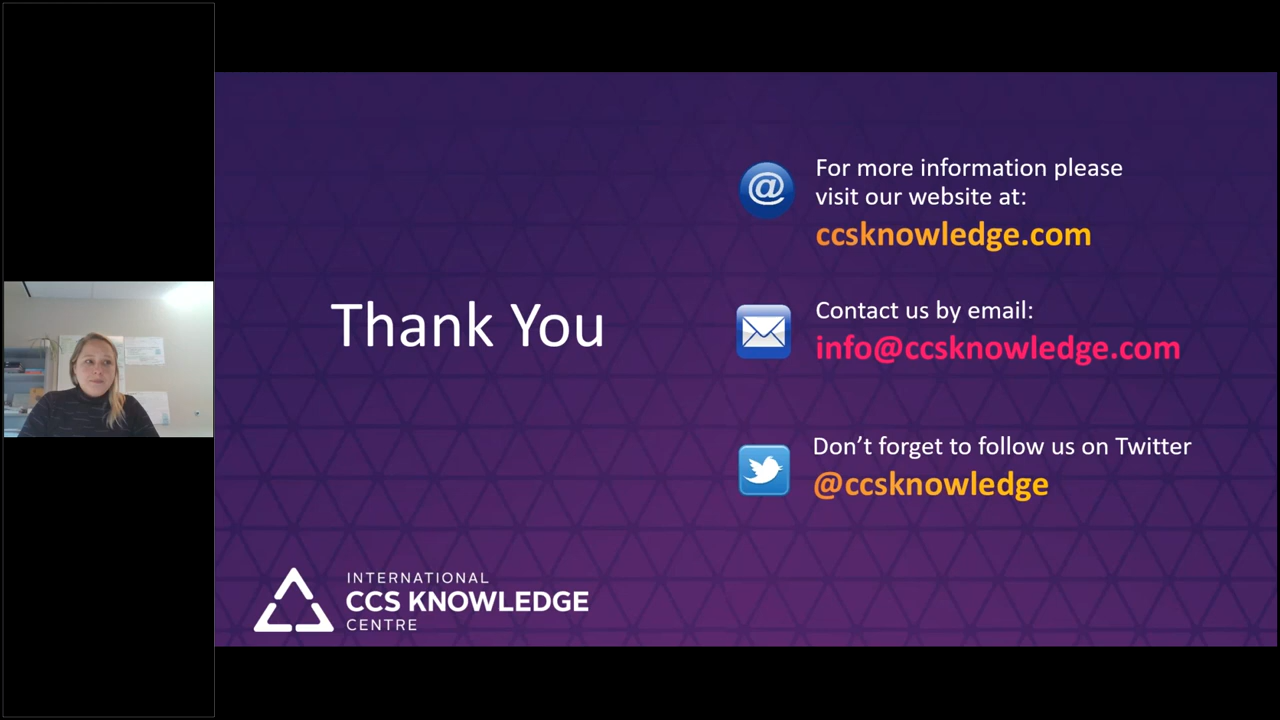 Thank You
For more information please
visit our website at:
ccsknowledge.com
Contact us by email:
info@ccsknowledge.com
Don’t forget to follow us on Twitter
@ccsknowledge
INTERNATIONAL
CCS KNOWLEDGE
CENTRE